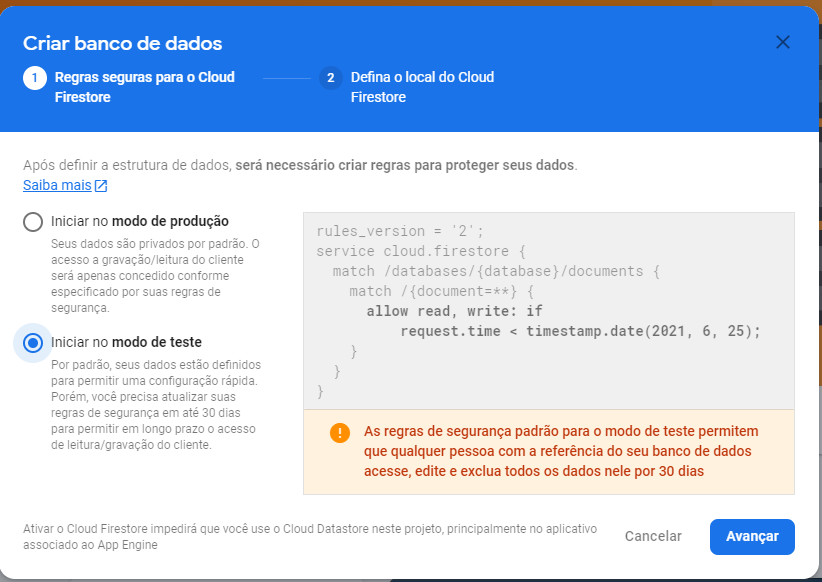 Criar banco de dados
1 Regras seguras para o Cloud
Firestore
2 Defina o local do Cloud
Firestore
Após definir a estrutura de dados, será necessário criar regras para proteger seus dados.
Saiba mais
Iniciar no modo de produção
Seus dados são privados por padrão. O
acesso a gravação/leitura do cliente
será apenas concedido conforme
especificado por suas regras de
segurança.
Iniciar no modo de teste
Por padrão, seus dados estão definidos
para permitir uma configuração rápida.
Porém, você precisa atualizar suas
regras de segurança em até 30 dias
para permitir em longo prazo o acesso
de leitura/gravação do cliente.
rules_version = '2';
service cloud.firestore {
match /databases/{database}/documents {
match /{document=**} {
allow read, write: if
request.time < timestamp.date(2021, 6, 25);
}
}
}
As regras de segurança padrão para o modo de teste permitem
que qualquer pessoa com a referência do seu banco de dados
acesse, edite e exclua todos os dados nele por 30 dias
Ativar o Cloud Firestore impedirá que você use o Cloud Datastore neste projeto, principalmente no aplicativo
associado ao App Engine
Cancelar
Avançar